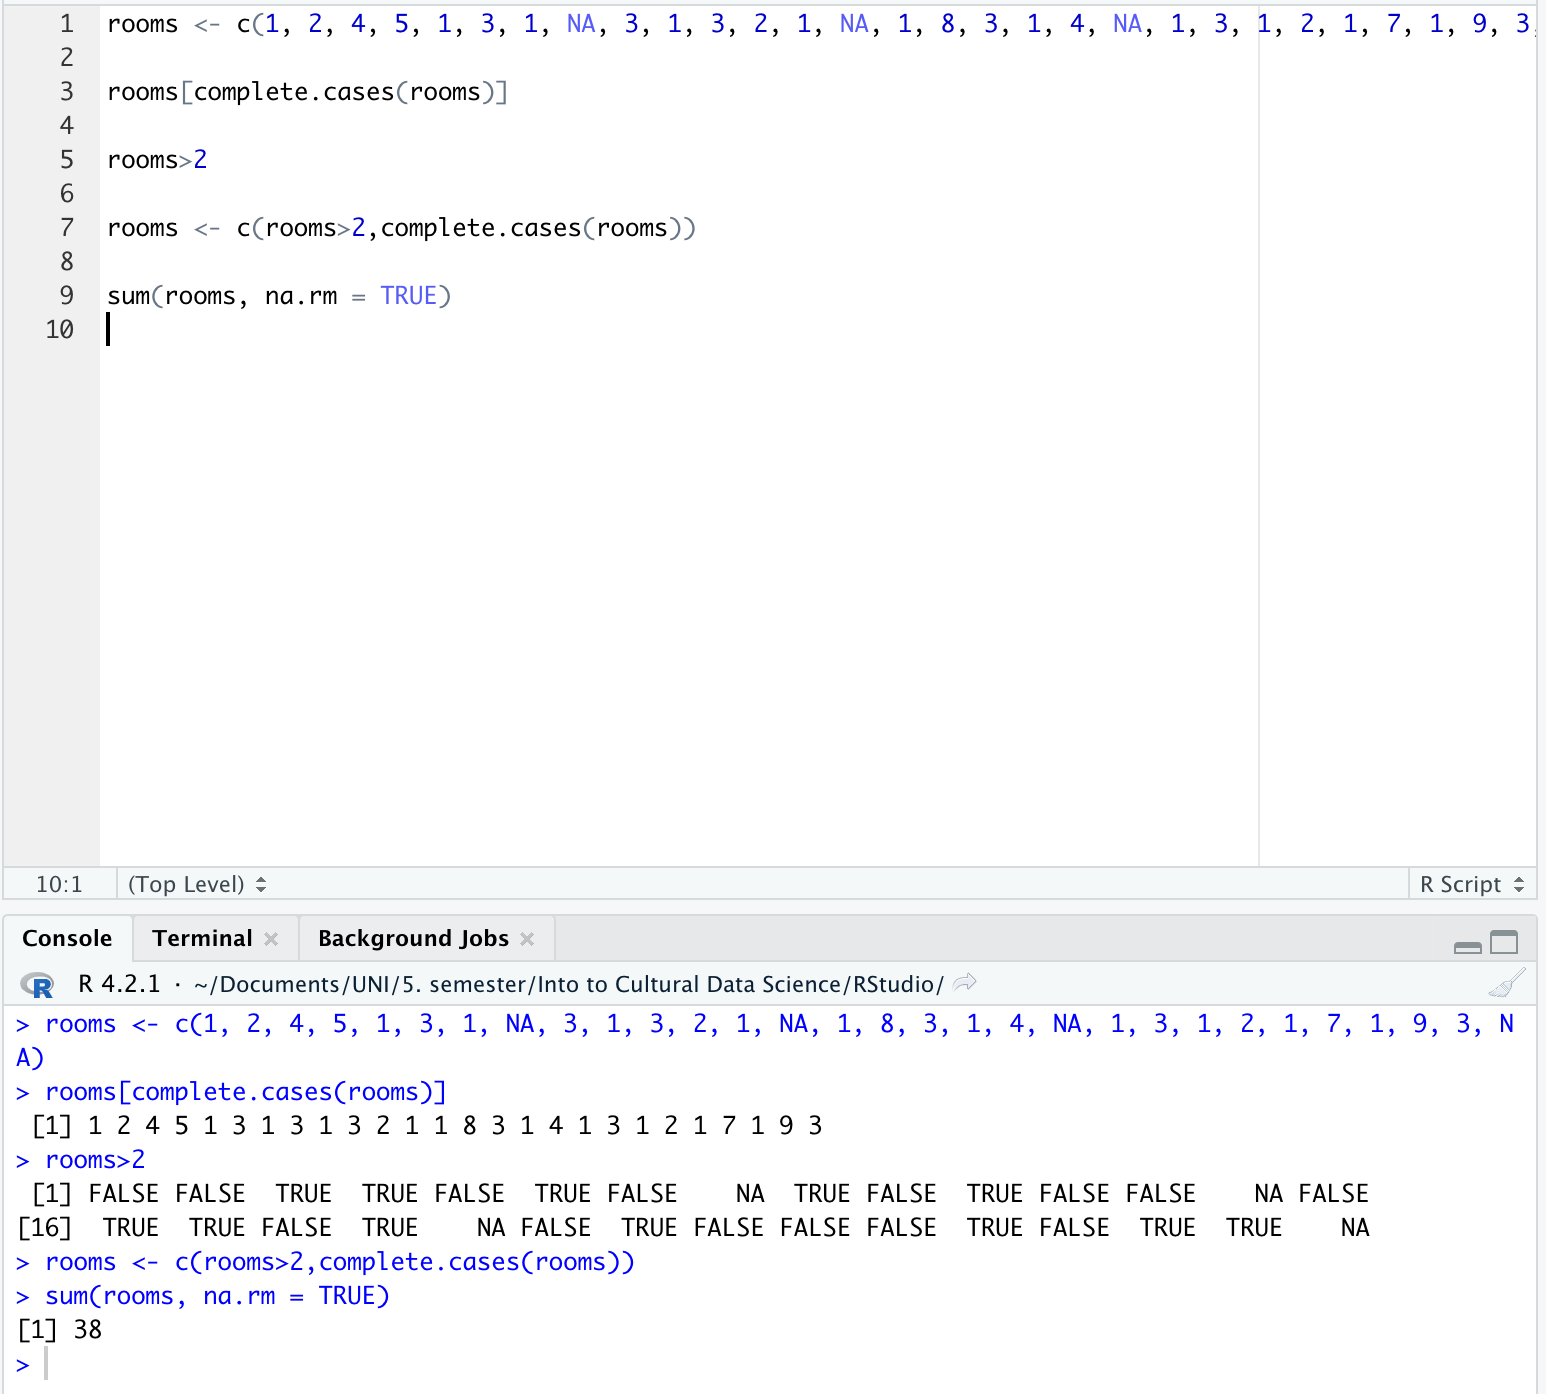 1 rooms <- c(1, 2, 4, 5, 1, 3, 1, NA, 3, 1, 3, 2, 1, NA, 1, 8, 3, 1, 4, NA, 1, 3, 1, 2, 1, 7, 1, 9, 3,
2
3 rooms[complete.cases(rooms)]
4
5 rooms>2
6
7 rooms <- c(rooms>2,complete.cases(rooms))
8
9 sum(rooms, na.rm = TRUE)
10
10:1 (Top Level) R Script
Console Terminal Background Jobs
R R 4.2.1 · ~/Documents/UNI/5. semester/Into to Cultural Data Science/RStudio/
> rooms <- c(1, 2, 4, 5, 1, 3, 1, NA, 3, 1, 3, 2, 1, NA, 1, 8, 3, 1, 4, NA, 1, 3, 1, 2, 1, 7, 1, 9, 3, N
A)
> rooms[complete.cases(rooms)]
[1] 1 2 4 5 1 3 1 3 1 3 2 1 1 8 3 1 4 1 3 1 2 1 7 1 9 3
> rooms>2
[1] FALSE FALSE TRUE TRUE FALSE TRUE FALSE NA TRUE FALSE TRUE FALSE FALSE NA FALSE
[16] TRUE TRUE FALSE TRUE NA FALSE TRUE FALSE FALSE FALSE TRUE FALSE TRUE TRUE NA
> rooms <- c(rooms>2,complete.cases(rooms))
> sum(rooms, na.rm = TRUE)
[1] 38
>